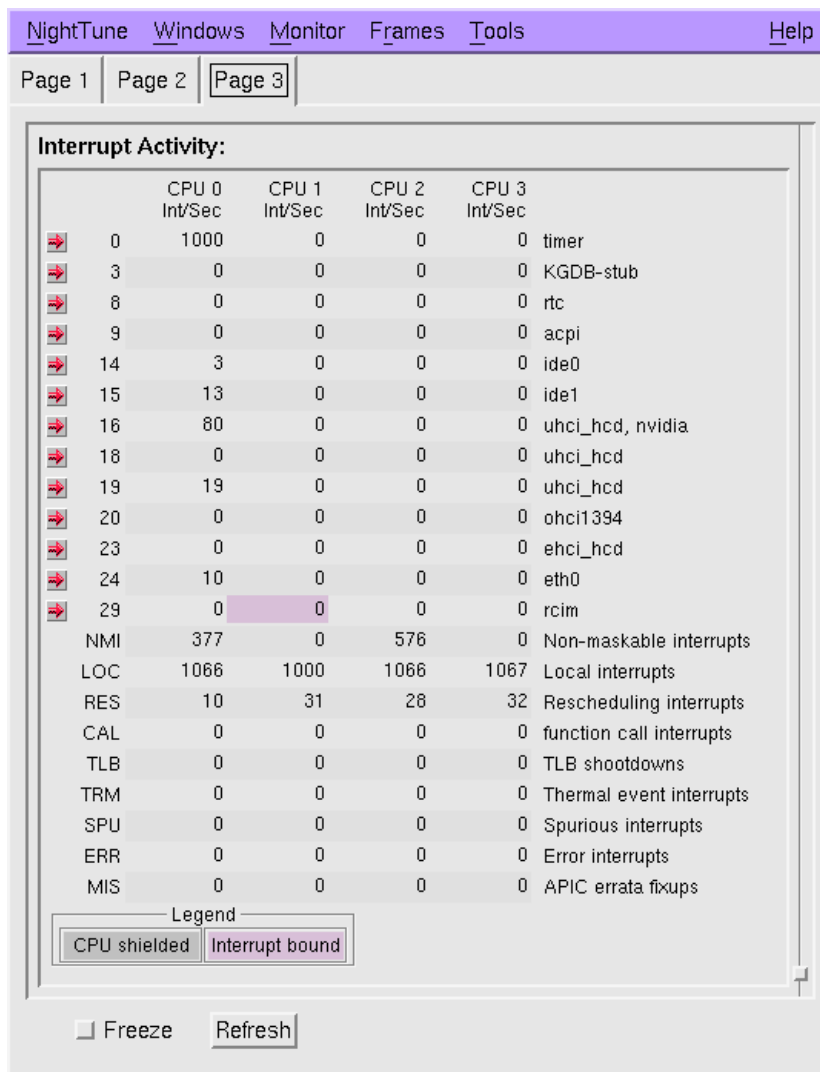 NightTune Windows Monitor Frames Tools Help
Page 1 Page 2 Page 3
Interrupt Activity:
CPU 0 CPU 1 CPU 2 CPU 3
Int/Sec Int/Sec Int/Sec Int/Sec
0 1000 0 0 0 timer
3 0 0 0 0 KGDB-stub
8 0 0 0 0 rtc
9 0 0 0 0 acpi
14 3 0 0 0 ide0
15 13 0 0 0 ide1
16 80 0 0 0 uhci_hcd, nvidia
18 0 0 0 0 uhci_hcd
19 19 0 0 0 uhci_hcd
20 0 0 0 0 ohci1394
23 0 0 0 0 ehci_hcd
24 10 0 0 0 eth0
29 0 0 0 0 rcim
NMI 377 0 576 0 Non-maskable interrupts
LOC 1066 1000 1066 1067 Local interrupts
RES 10 31 28 32 Rescheduling interrupts
CAL 0 0 0 0 function call interrupts
TLB 0 0 0 0 TLB shootdowns
TRM 0 0 0 0 Thermal event interrupts
SPU 0 0 0 0 Spurious interrupts
ERR 0 0 0 0 Error interrupts
MIS 0 0 0 0 APIC errata fixups
Legend
CPU shielded Interrupt bound
Freeze Refresh